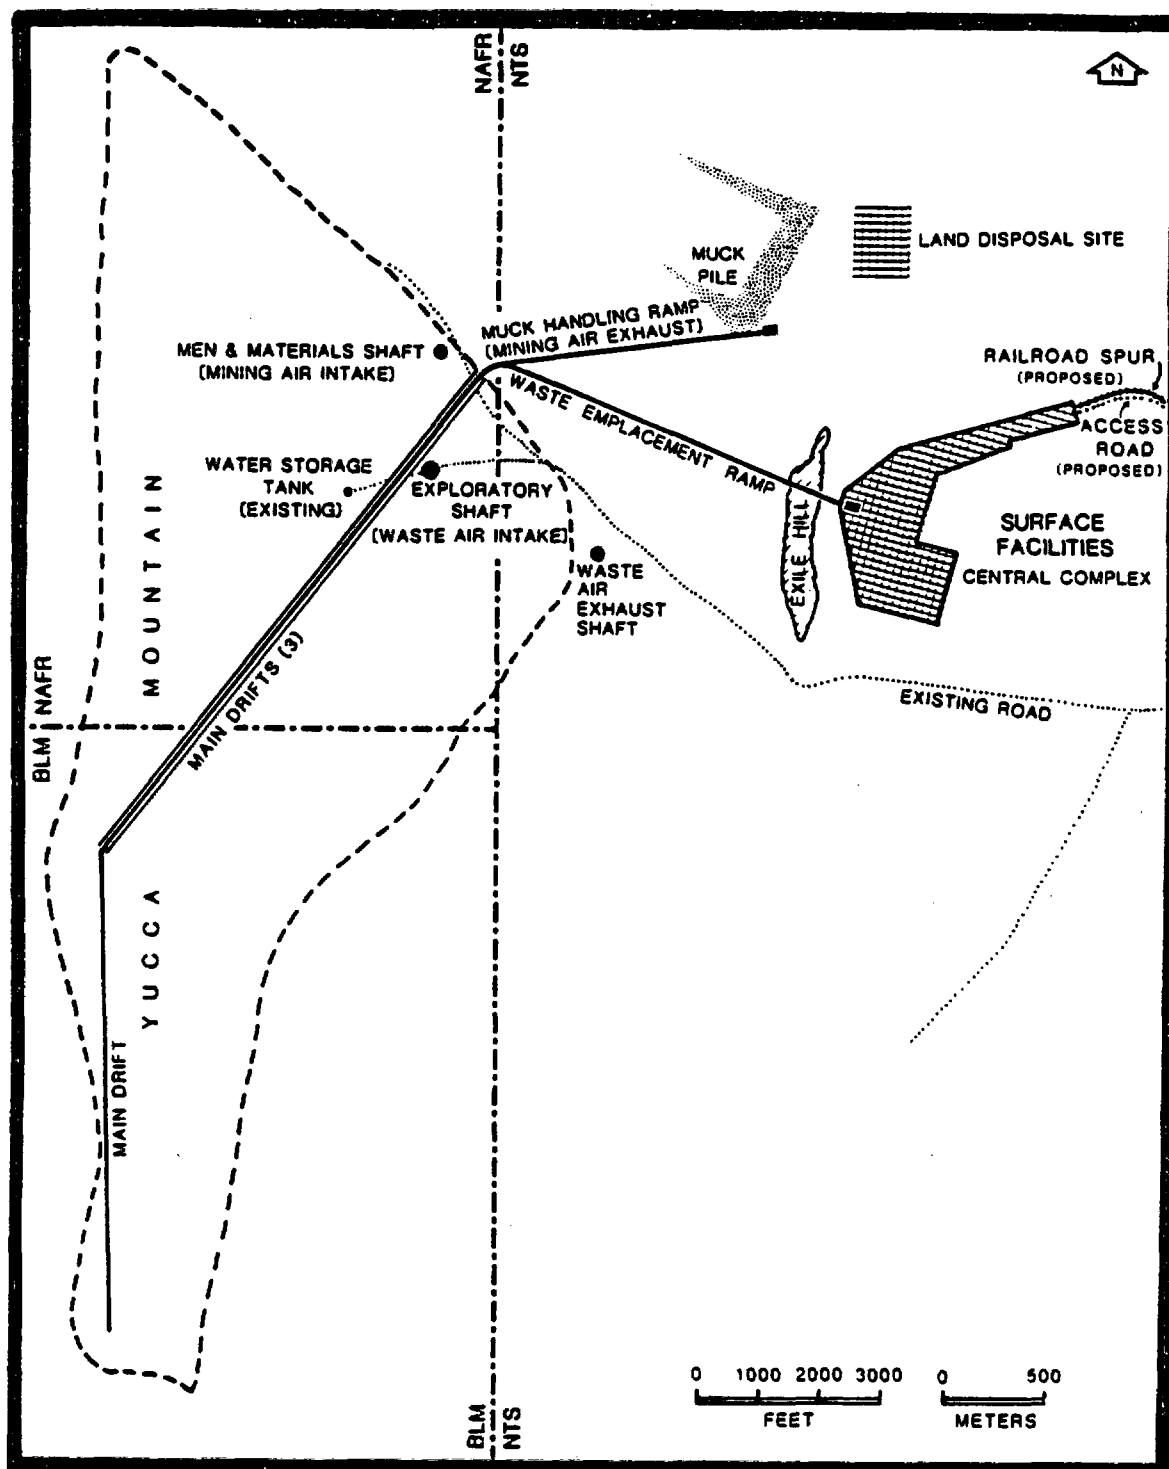 NAFR
NTS
N
LAND DISPOSAL SITE
MUCK
PILE
MUCK HANDLING RAMP
(MINING AIR EXHAUST)
MEN & MATERIALS SHAFT
(MINING AIR INTAKE)
RAILROAD SPUR
(PROPOSED)
ACCESS
ROAD
(PROPOSED)
WASTE EMPLACEMENT RAMP
WATER STORAGE
TANK
(EXISTING)
EXPLORATORY
SHAFT
(WASTE AIR INTAKE)
EXILE HILL
SURFACE
FACILITIES
CENTRAL COMPLEX
WASTE
AIR
EXHAUST
SHAFT
MAIN DRIFTS (3)
YUCCA MOUNTAIN
EXISTING ROAD
BLM
NAFR
MAIN DRIFT
0 1000 2000 3000
FEET
0 500
METERS
BLM
NTS